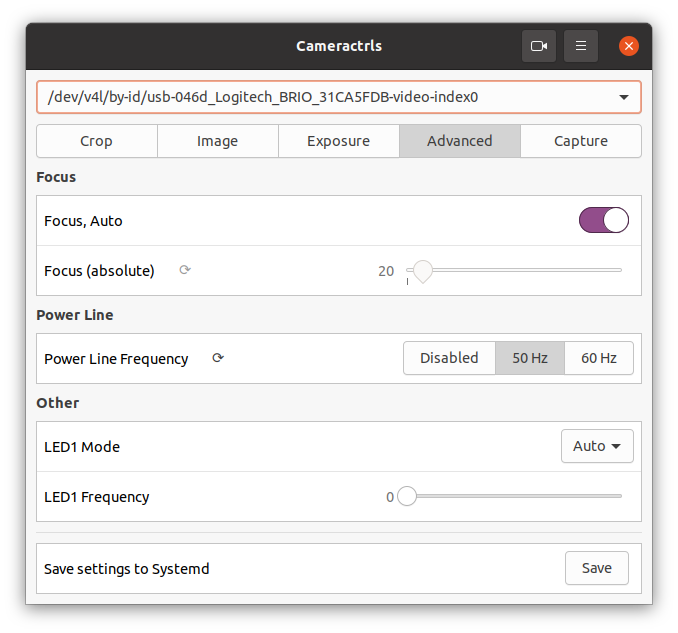 Cameractrls
/dev/v4l/by-id/usb-046d_Logitech_BRIO_31CA5FDB-video-index0
Crop Image Exposure Advanced Capture
Focus
Focus, Auto
Focus (absolute) 20
Power Line
Power Line Frequency Disabled 50 Hz 60 Hz
Other
LED1 Mode Auto
LED1 Frequency 0
Save settings to Systemd Save